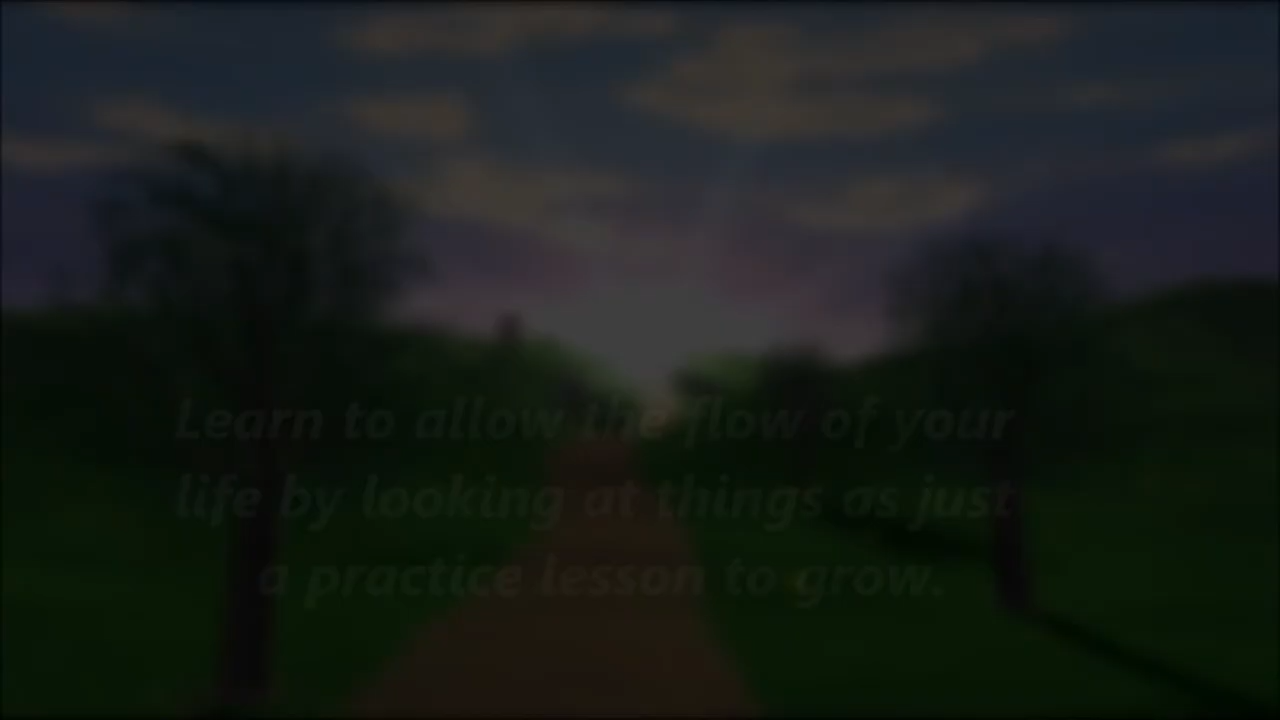 Learn to allow the flow of your
life by looking at things as just
a practice lesson to grow.